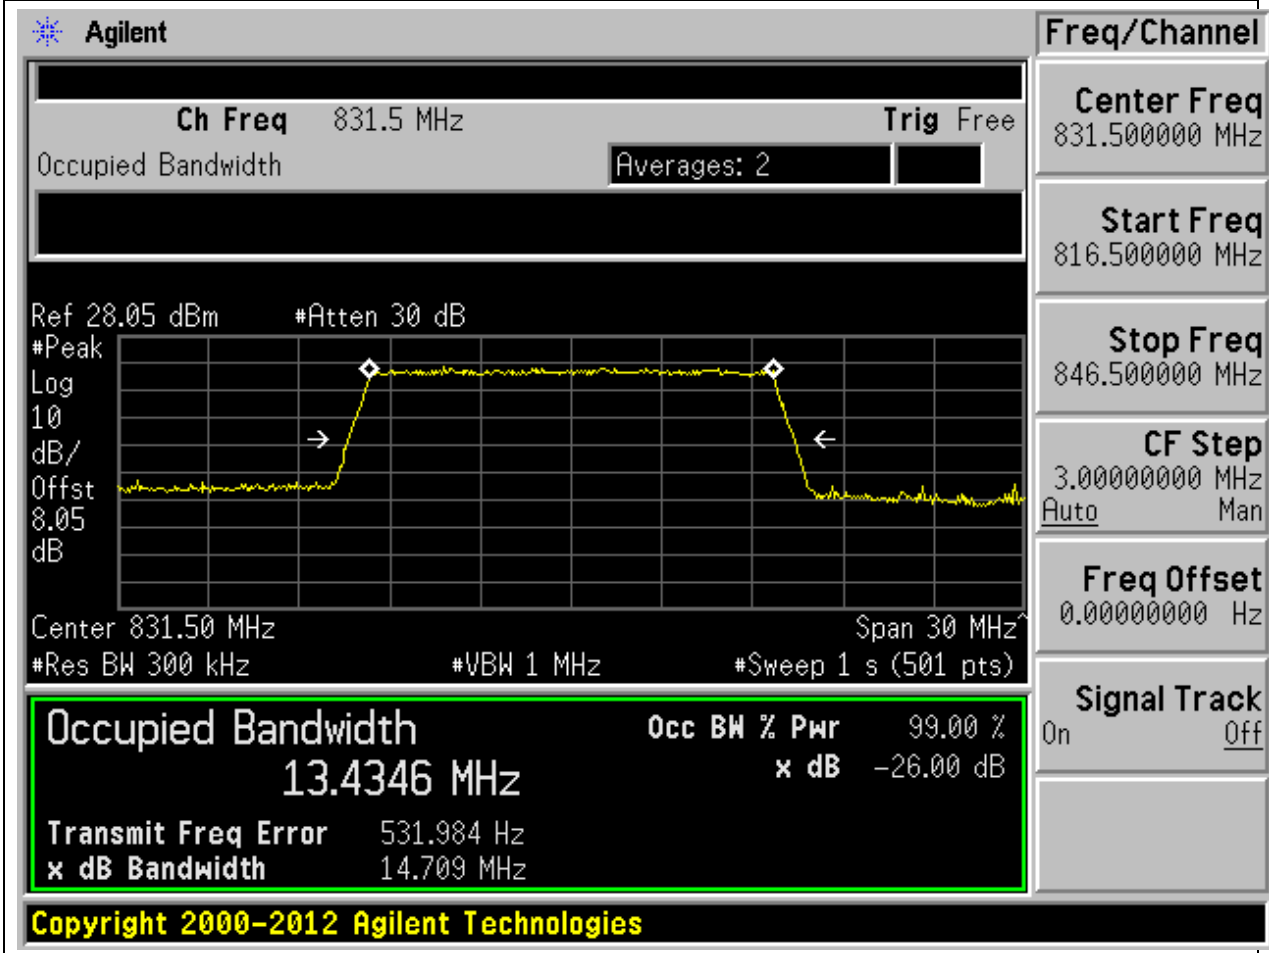 Agilent
Freq/Channel
Ch Freq 831.5 MHz Trig Free
Occupied Bandwidth Averages: 2
Center Freq
831.500000 MHz
Start Freq
816.500000 MHz
Stop Freq
846.500000 MHz
CF Step
3.00000000 MHz
Auto Man
Freq Offset
0.00000000 Hz
Signal Track
On Off
Ref 28.05 dBm #Atten 30 dB
#Peak
Log
10
dB/
Offst
8.05
dB
Center 831.50 MHz Span 30 MHz^
#Res BW 300 kHz #VBW 1 MHz #Sweep 1 s (501 pts)
Occupied Bandwidth Occ BW % Pwr 99.00 %
13.4346 MHz x dB -26.00 dB
Transmit Freq Error 531.984 Hz
x dB Bandwidth 14.709 MHz
Copyright 2000-2012 Agilent Technologies